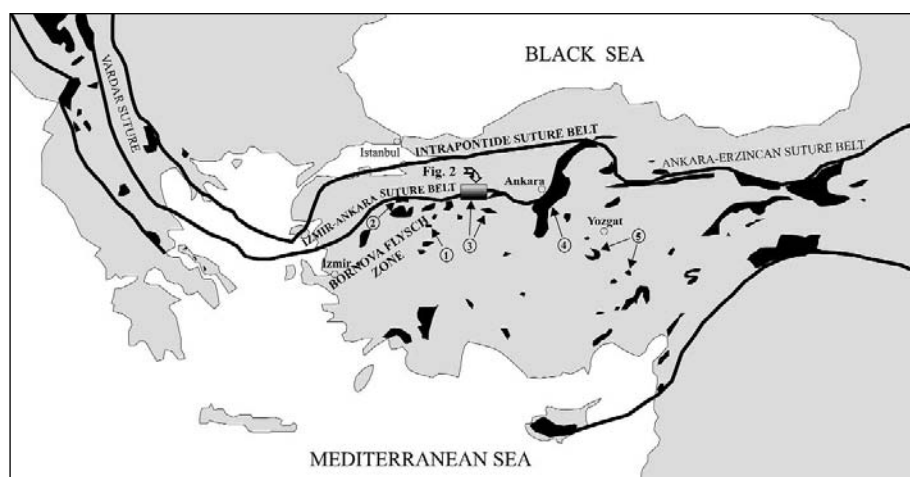 BLACK SEA
VARDAR SUTURE
Istanbul
INTRAPONTIDE SUTURE BELT
ANKARA-ERZINCAN SUTURE BELT
Fig. 2
Ankara
IZMIR-ANKARA SUTURE BELT
2
Yozgat
1
3
4
5
Izmir
BORNOVA FLYSCH
ZONE
MEDITERRANEAN SEA